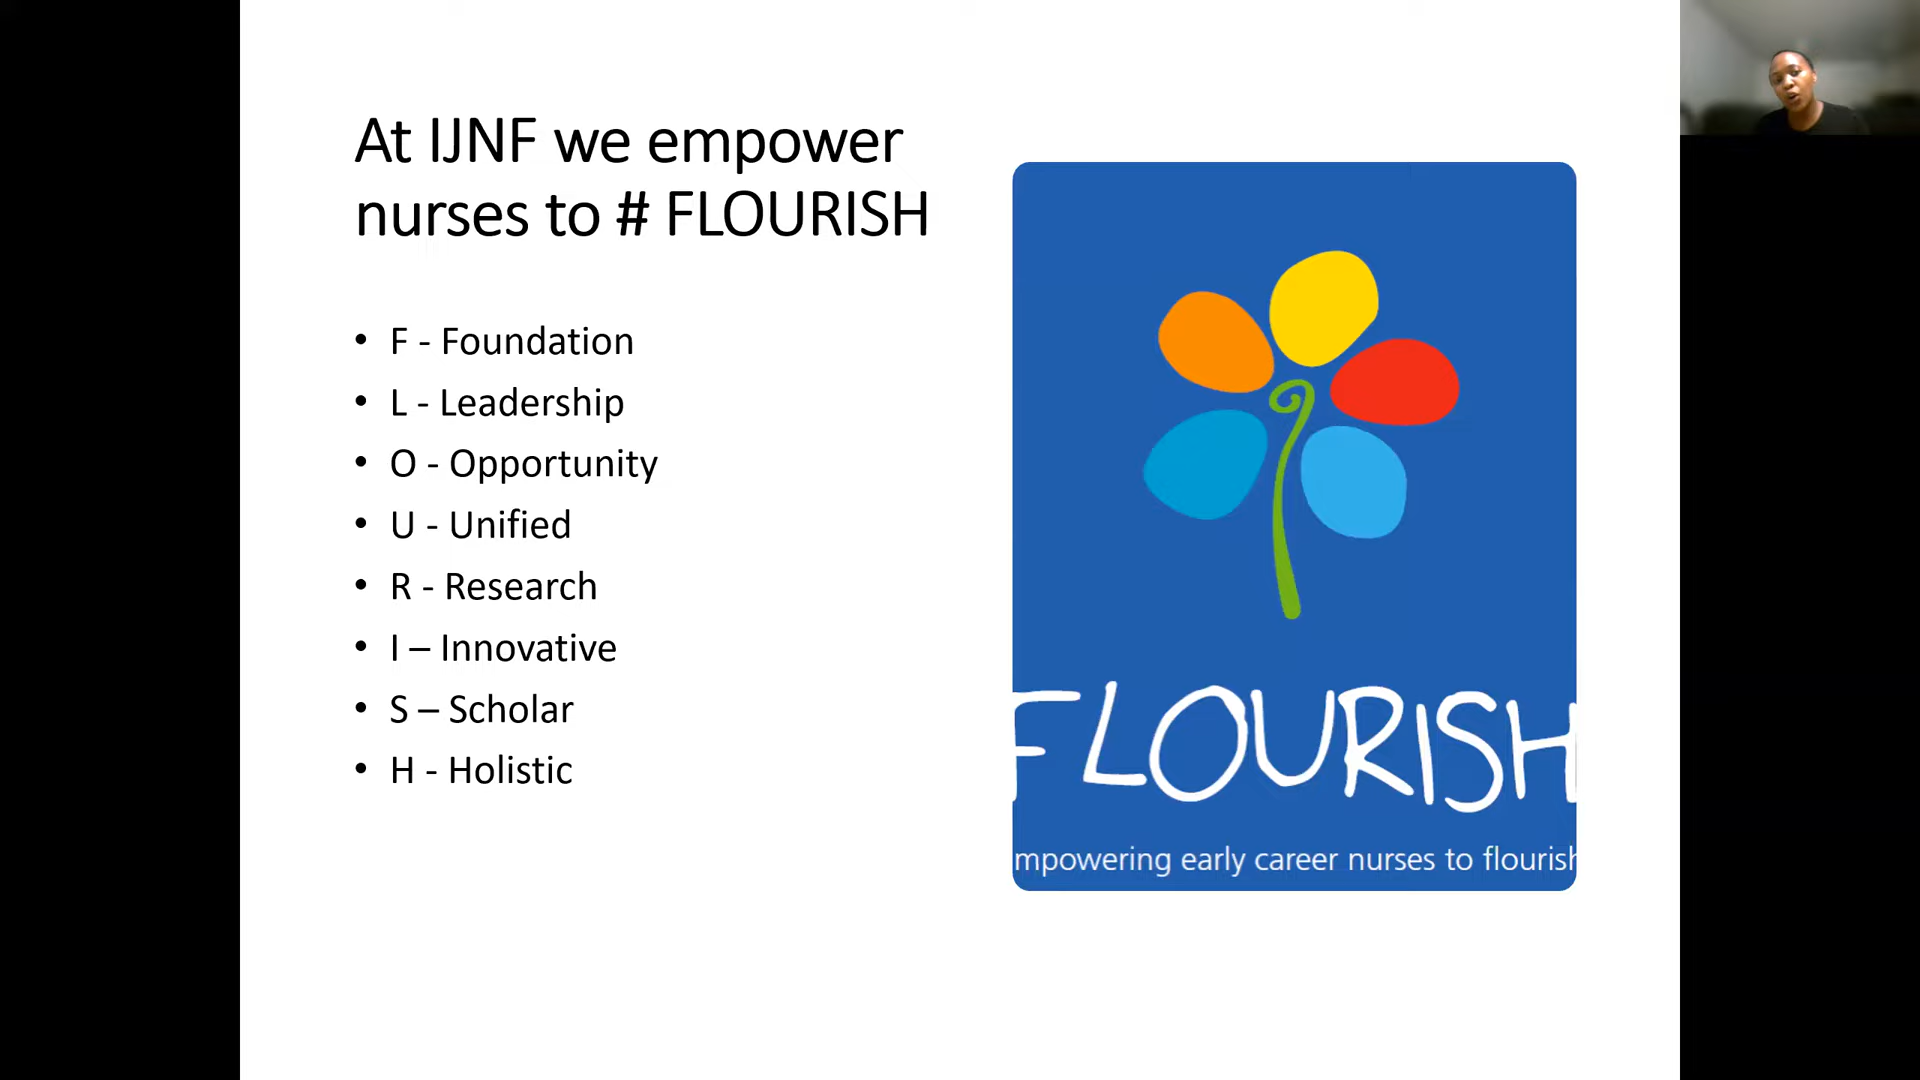 At IJNF we empower
nurses to # FLOURISH
• F - Foundation
• L - Leadership
• O - Opportunity
• U - Unified
• R - Research
• I – Innovative
• S – Scholar
• H - Holistic
FLOURISH
mpowering early career nurses to flourish